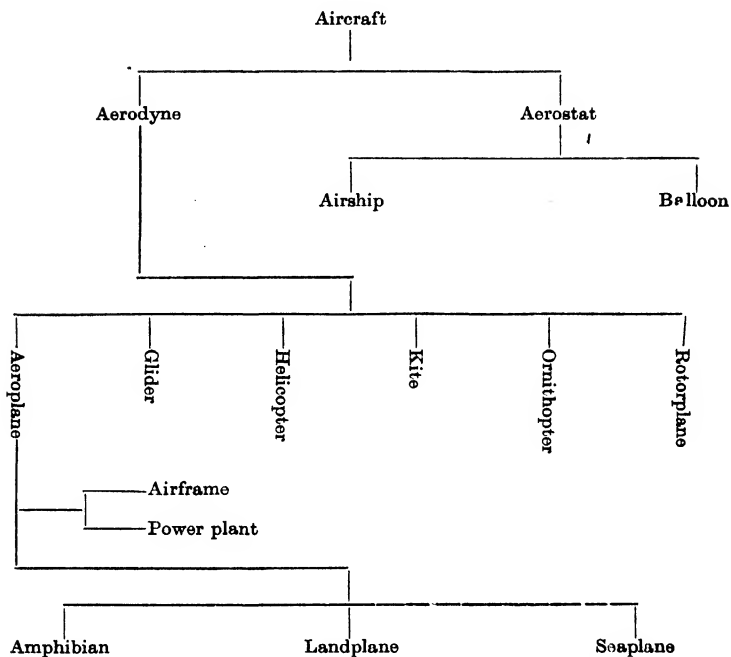 Aircraft
Aerodyne
Aerostat
Airship
Balloon
Aeroplane
Glider
Helicopter
Kite
Ornithopter
Rotorplane
Airframe
Power plant
Amphibian
Landplane
Seaplane